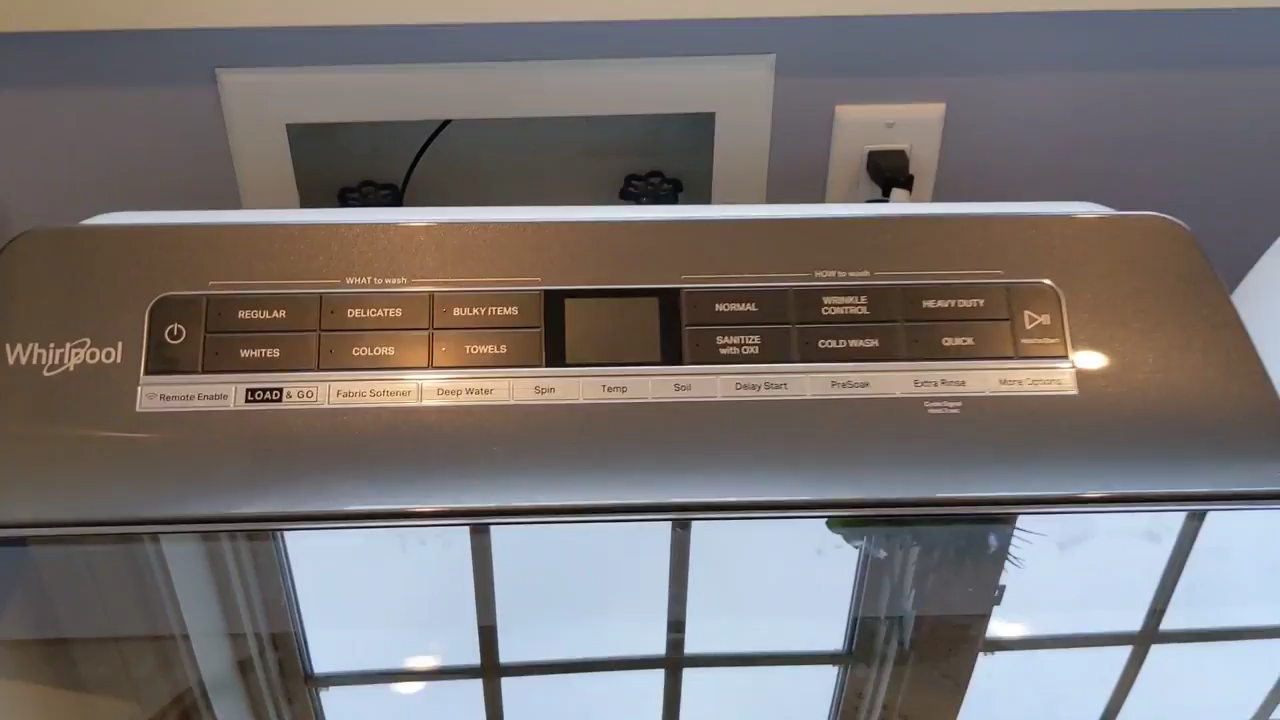 WHAT to wash
HOW to wash
REGULAR
DELICATES
BULKY ITEMS
NORMAL
WRINKLE
CONTROL
HEAVY DUTY
WHITES
COLORS
TOWELS
SANITIZE
with OXI
COLD WASH
QUICK
Whirlpool
Remote Enable
LOAD & GO
Fabric Softener
Deep Water
Spin
Temp
Soil
Delay Start
PreSoak
Extra Rinse
More Options